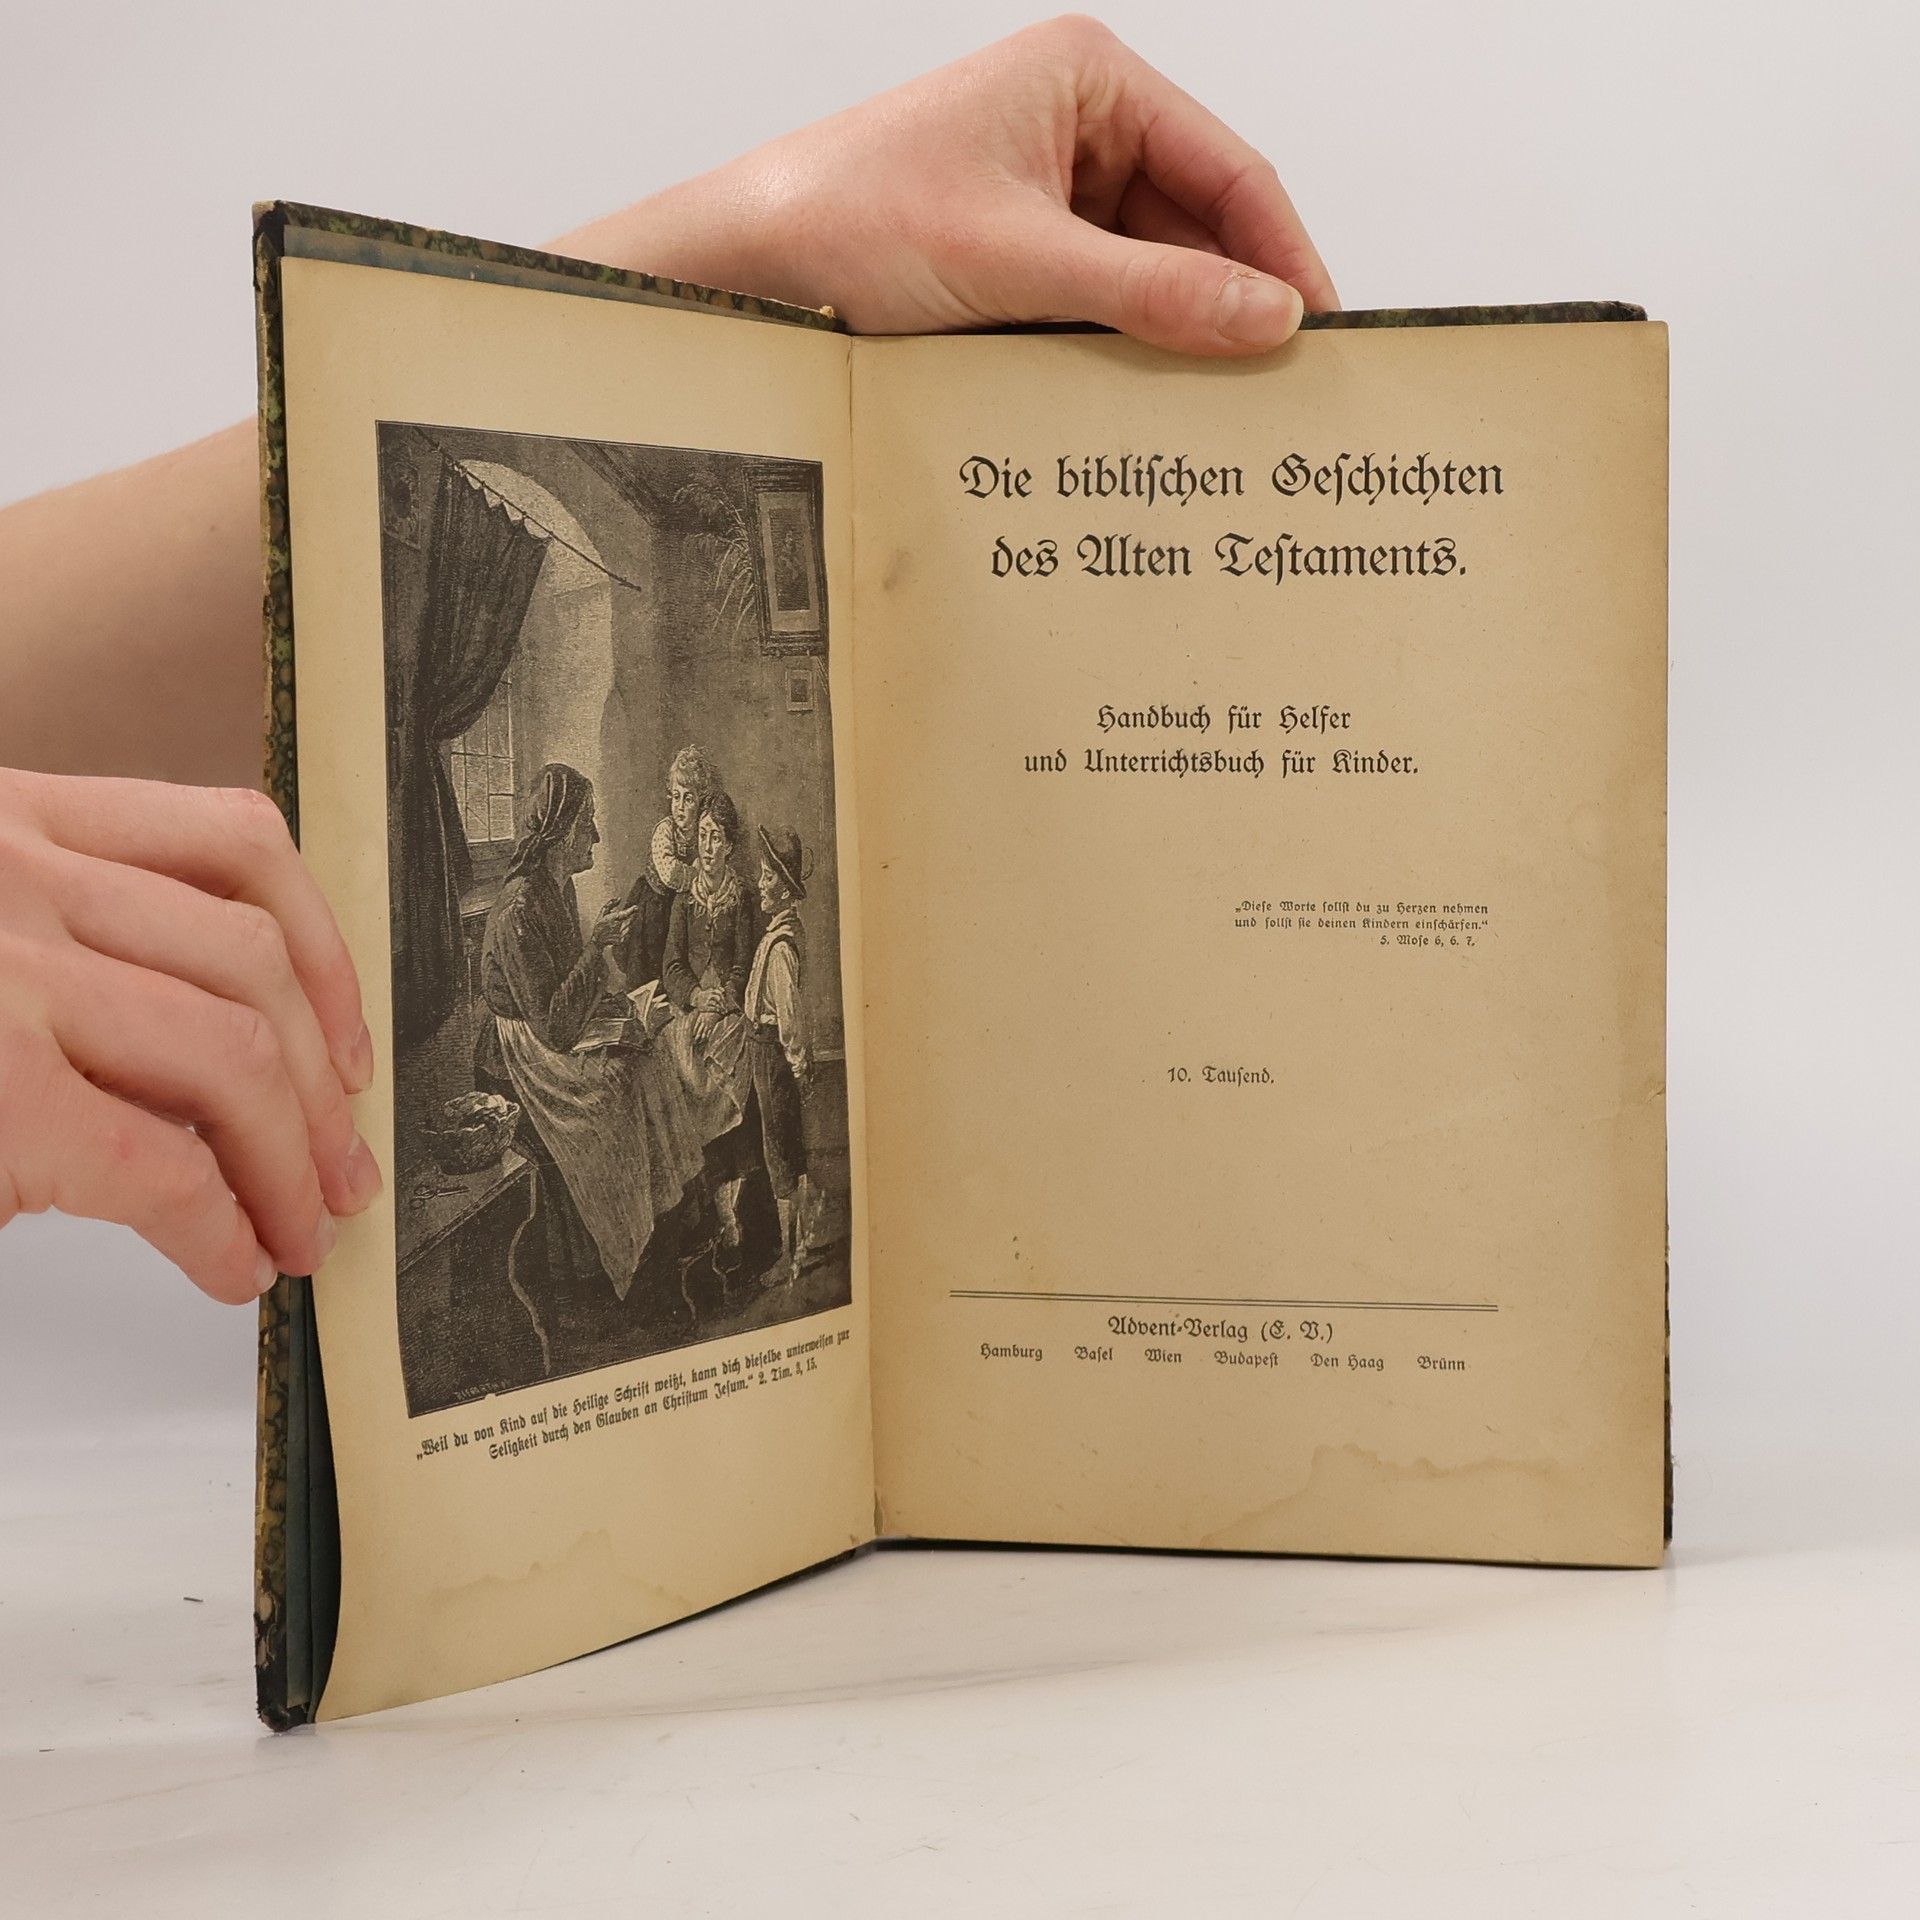 „Weil du von Kind auf die Heilige Schrift weißt, kann dich dieselbe unterweisen zur
Seligkeit durch den Glauben an Christum Jesum.“ 2. Tim. 3, 15.
Die biblischen Geschichten
des Alten Testaments.
Handbuch für Helfer
und Unterrichtsbuch für Kinder.
„Diese Worte sollst du zu Herzen nehmen
und sollst sie deinen Kindern einschärfen.“
5. Mose 6, 6. 7.
10. Tausend.
Advent-Verlag (E. V.)
Hamburg Basel Wien Budapest Den Haag Brünn